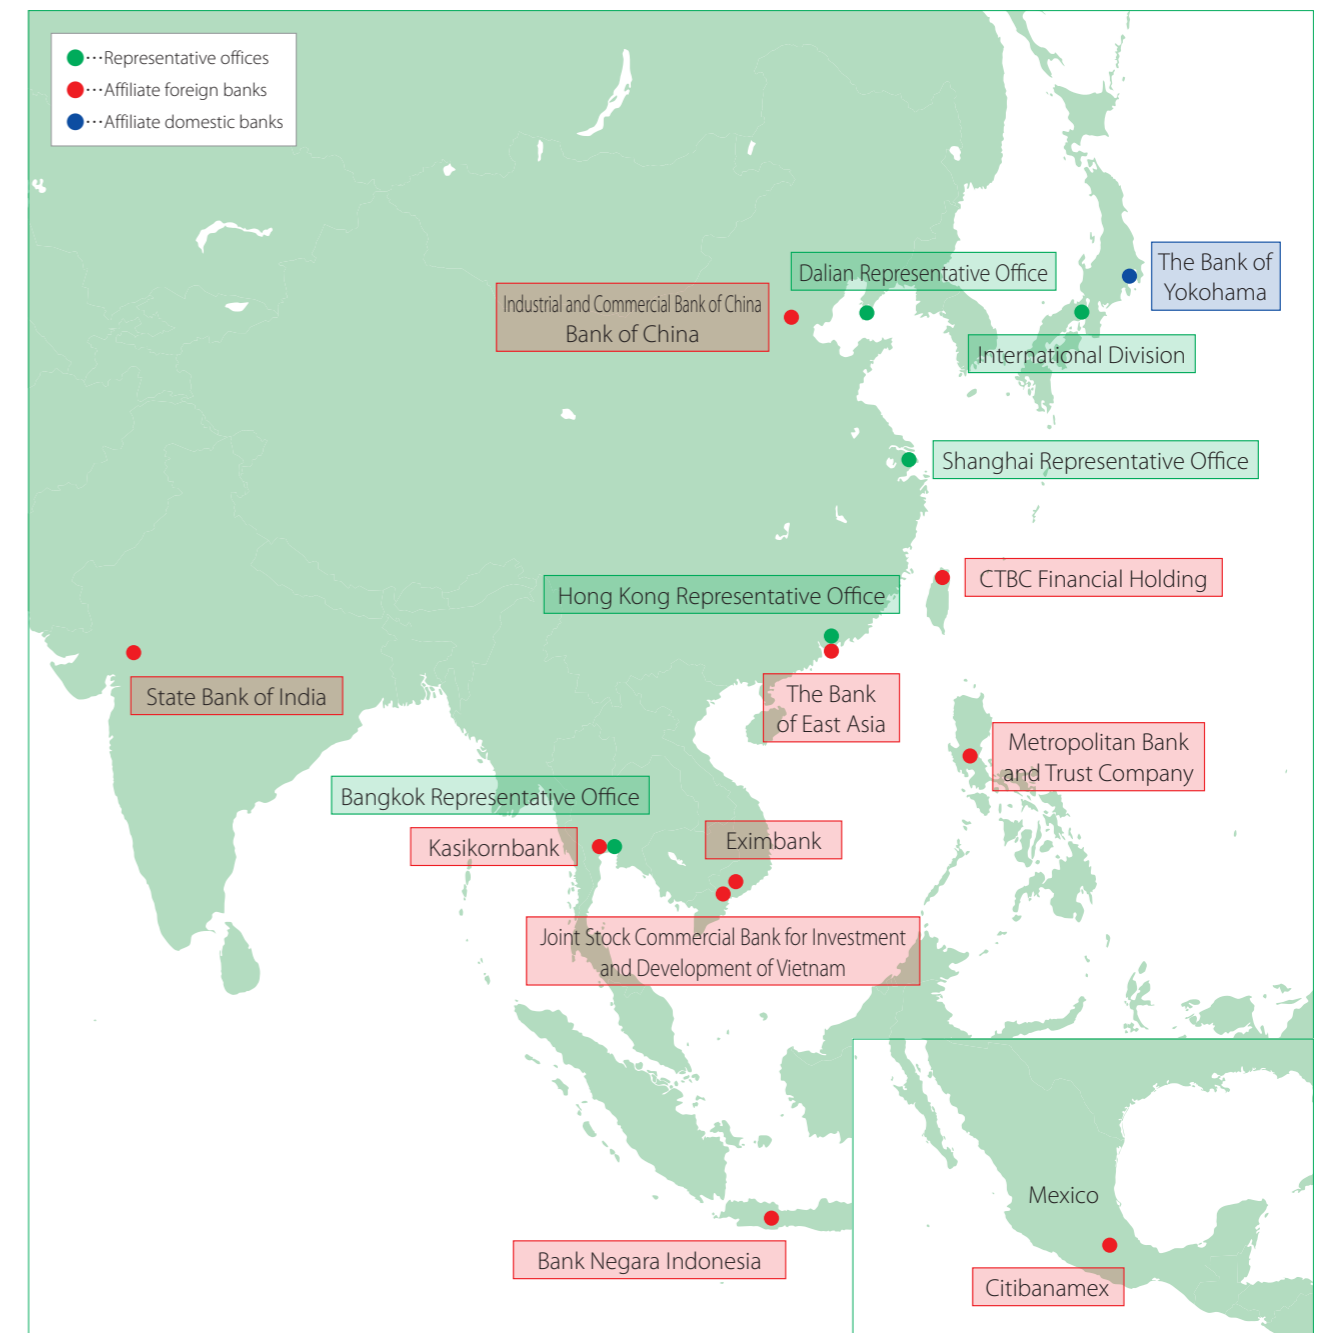 ●···Representative offices
●···Affiliate foreign banks
●···Affiliate domestic banks
The Bank of
Yokohama
Dalian Representative Office
Industrial and Commercial Bank of China
Bank of China
International Division
Shanghai Representative Office
CTBC Financial Holding
Hong Kong Representative Office
State Bank of India
The Bank
of East Asia
Metropolitan Bank
and Trust Company
Bangkok Representative Office
Kasikornbank
Eximbank
Joint Stock Commercial Bank for Investment
and Development of Vietnam
Mexico
Bank Negara Indonesia
Citibanamex